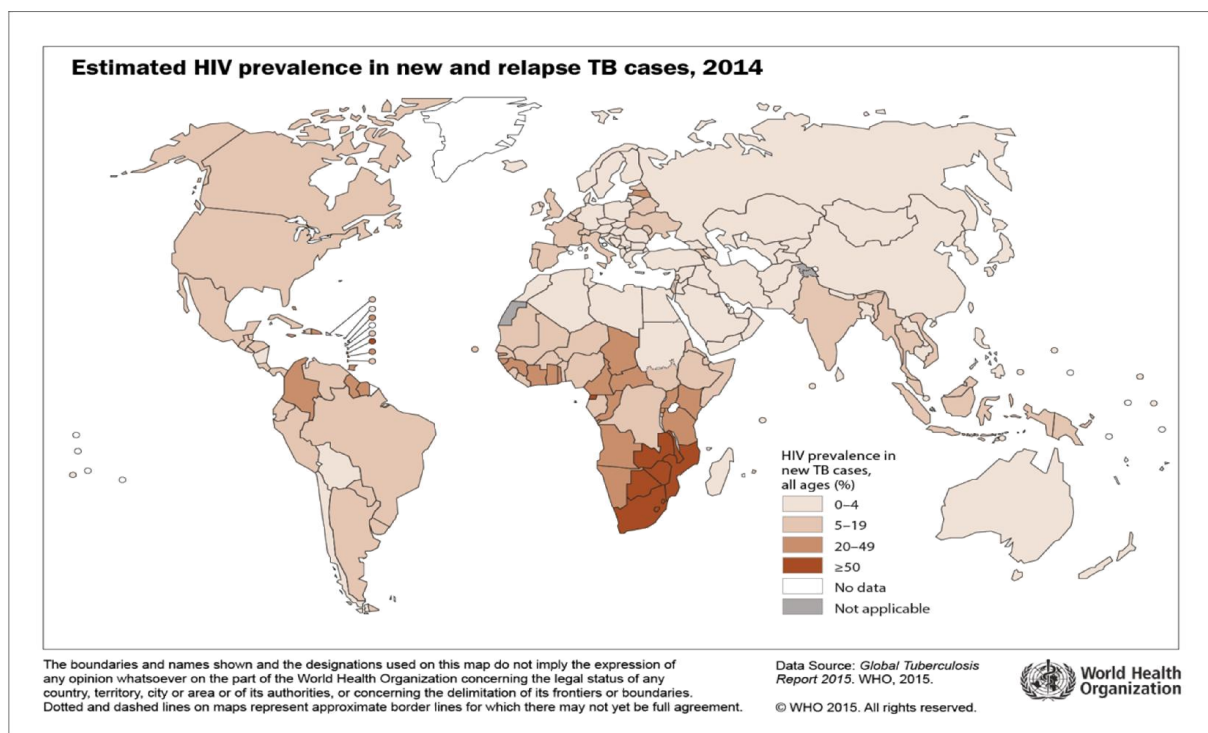 Estimated HIV prevalence in new and relapse TB cases, 2014
HIV prevalence in
new TB cases,
all ages (%)
0–4
5–19
20–49
≥50
No data
Not applicable
The boundaries and names shown and the designations used on this map do not imply the expression of
any opinion whatsoever on the part of the World Health Organization concerning the legal status of any
country, territory, city or area or of its authorities, or concerning the delimitation of its frontiers or boundaries.
Dotted and dashed lines on maps represent approximate border lines for which there may not yet be full agreement.
Data Source: Global Tuberculosis
Report 2015. WHO, 2015.
© WHO 2015. All rights reserved.
World Health
Organization